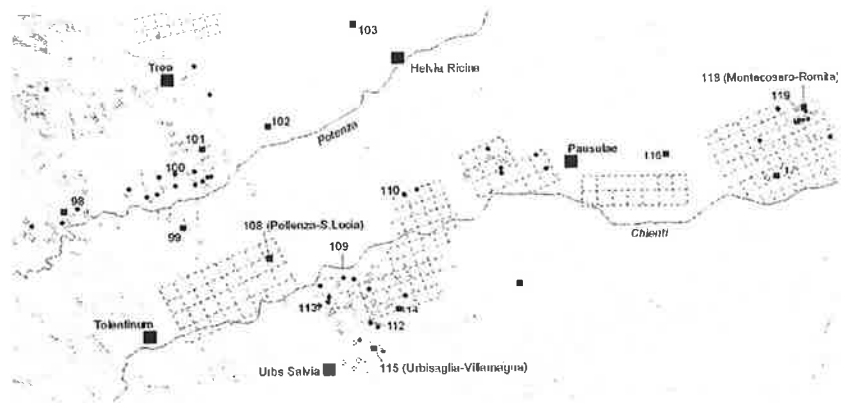 103
Helvia Ricina
Trea
118 (Montecosaro-Romita)
119
102
Potenza
101
Pausulae
116
100
117
98
110
99
108 (Pollenza-S.Lucia)
Chienti
109
113
114
Tolentinum
112
Urbs Salvia
115 (Urbisaglia-Villamagna)